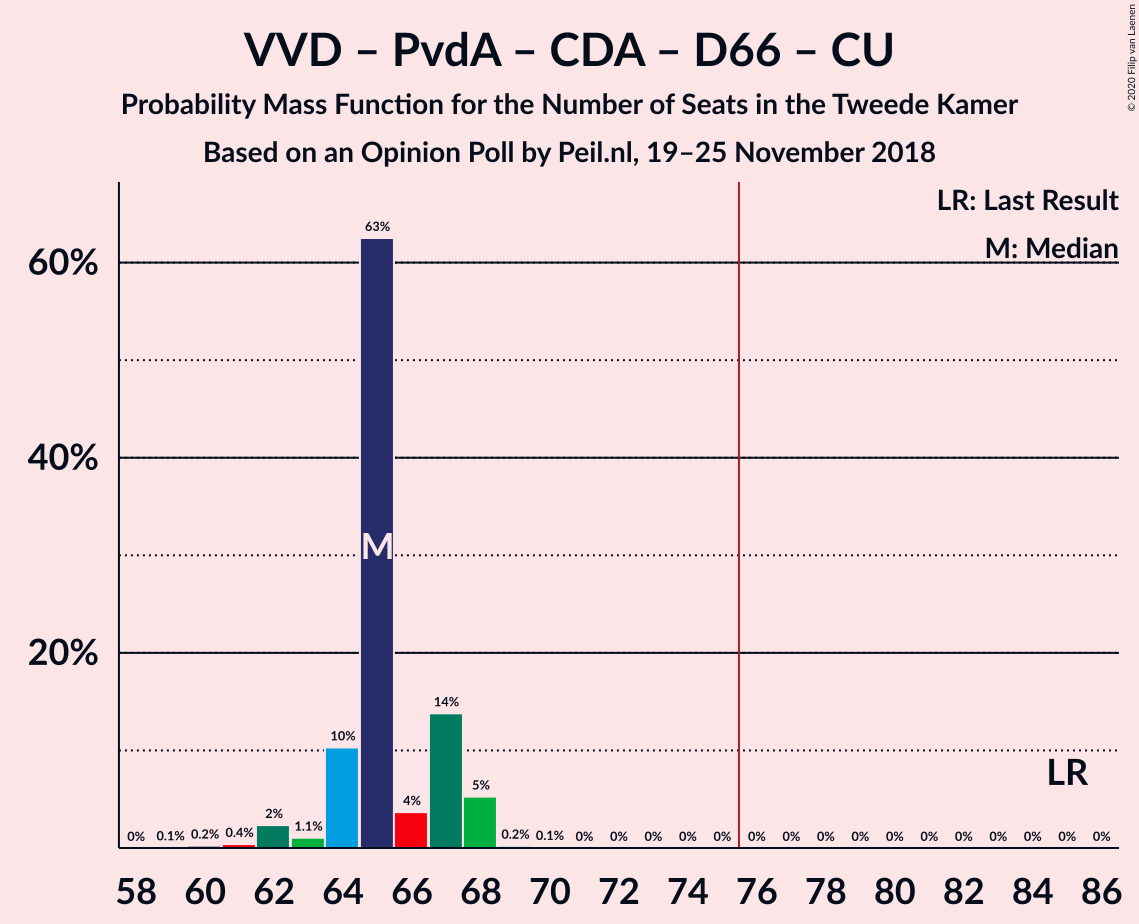 VVD – PvdA – CDA – D66 – CU
Probability Mass Function for the Number of Seats in the Tweede Kamer
Based on an Opinion Poll by Peil.nl, 19–25 November 2018
© 2020 Filip van Laenen
LR: Last Result
M: Median
60%
40%
20%
0% 0.1% 0.2% 0.4% 2% 1.1% 10% 63% 4% 14% 5% 0.2% 0.1% 0% 0% 0% 0% 0% 0% 0% 0% 0% 0% 0% 0% 0% 0% 0% 0%
M
LR
58 60 62 64 66 68 70 72 74 76 78 80 82 84 86